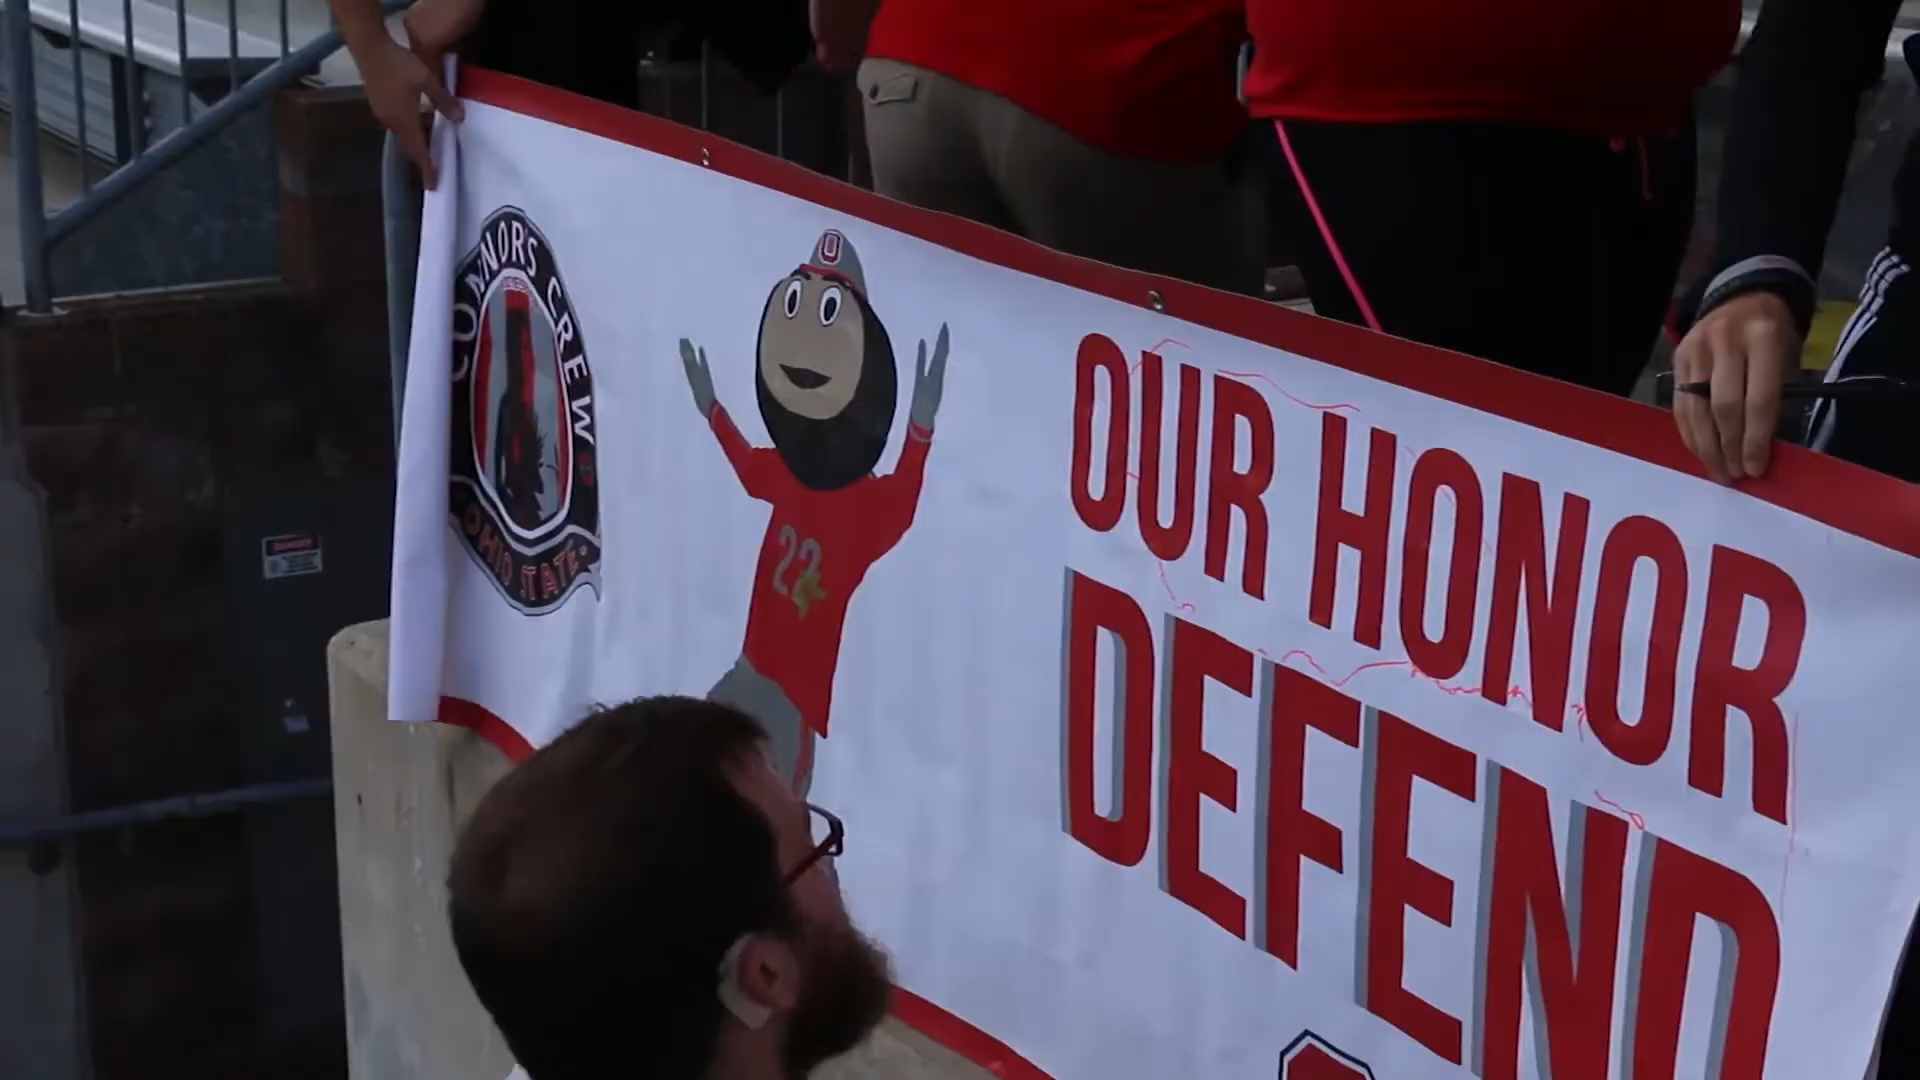 CONNOR'S CREW
OHIO STATE
O
22
OUR HONOR
DEFEND